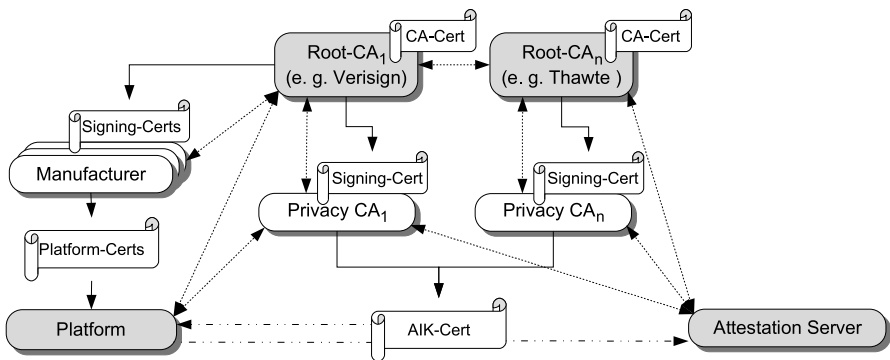 CA-Cert
CA-Cert
Root-CA1
(e. g. Verisign)
Root-CAn
(e. g. Thawte )
Signing-Certs
Manufacturer
Signing-Cert
Signing-Cert
Privacy CA1
Privacy CAn
Platform-Certs
Platform
AIK-Cert
Attestation Server